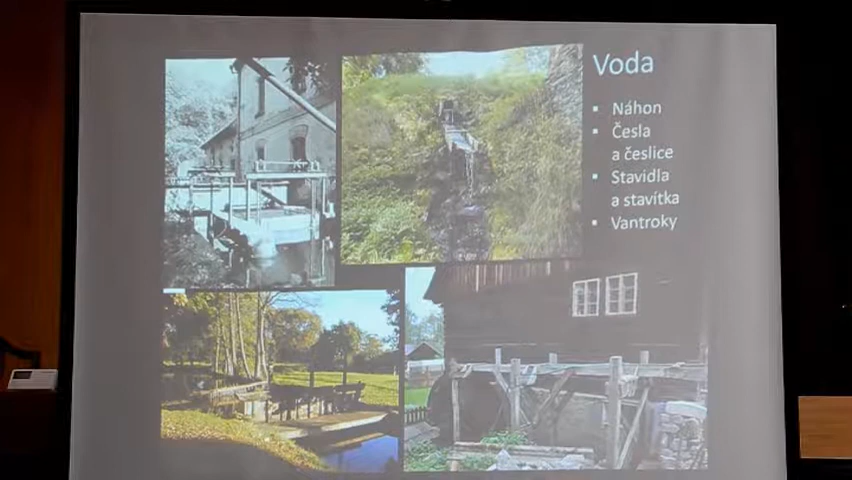 Voda
▪ Náhon
▪ Česla
a česlice
▪ Stavidla
a stavítka
▪ Vantroky